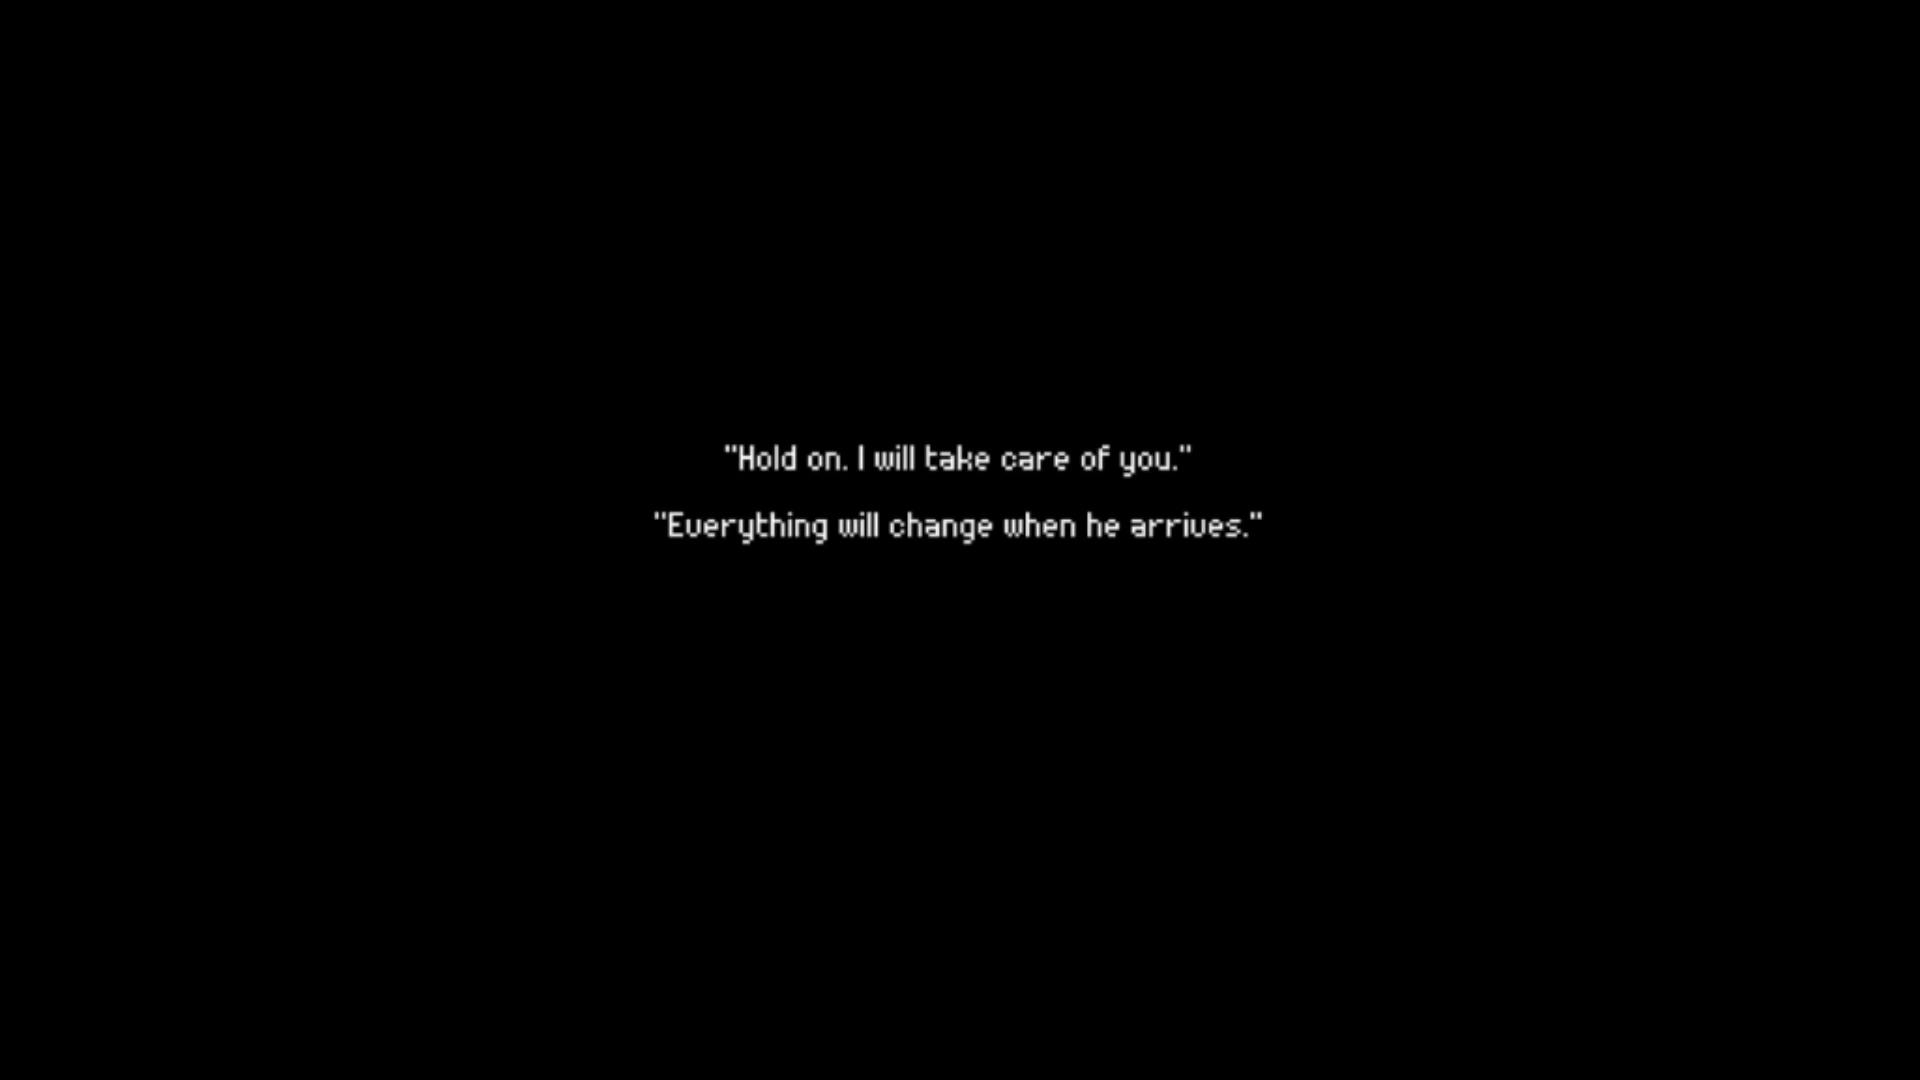 "Hold on. I will take care of you."
"Everything will change when he arrives."